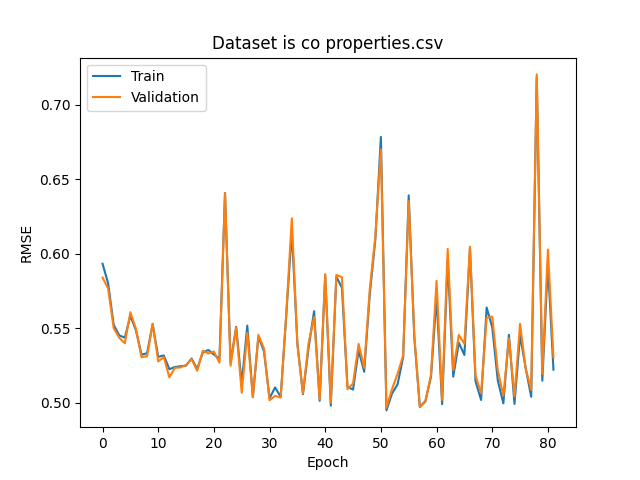 Dataset is co properties.csv
Train
Validation
RMSE
0.70
0.65
0.60
0.55
0.50
0 10 20 30 40 50 60 70 80
Epoch